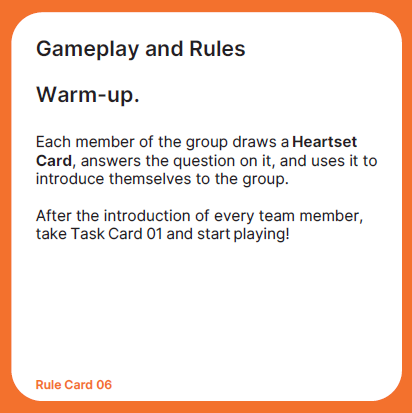 Gameplay and Rules
Warm-up.
Each member of the group draws a Heartset
Card, answers the question on it, and uses it to
introduce themselves to the group.
After the introduction of every team member,
take Task Card 01 and start playing!
Rule Card 06